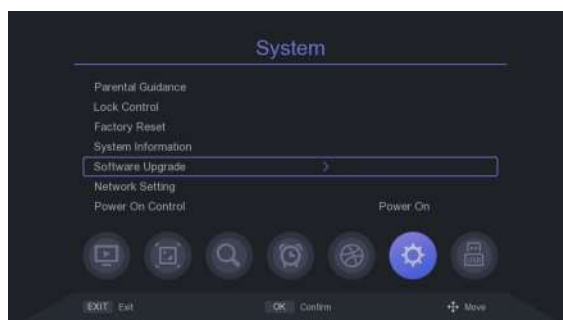 System
Parental Guidance
Lock Control
Factory Reset
System Information
Software Upgrade >
Network Setting
Power On Control Power On
USB
EXIT Exit OK Confirm Move